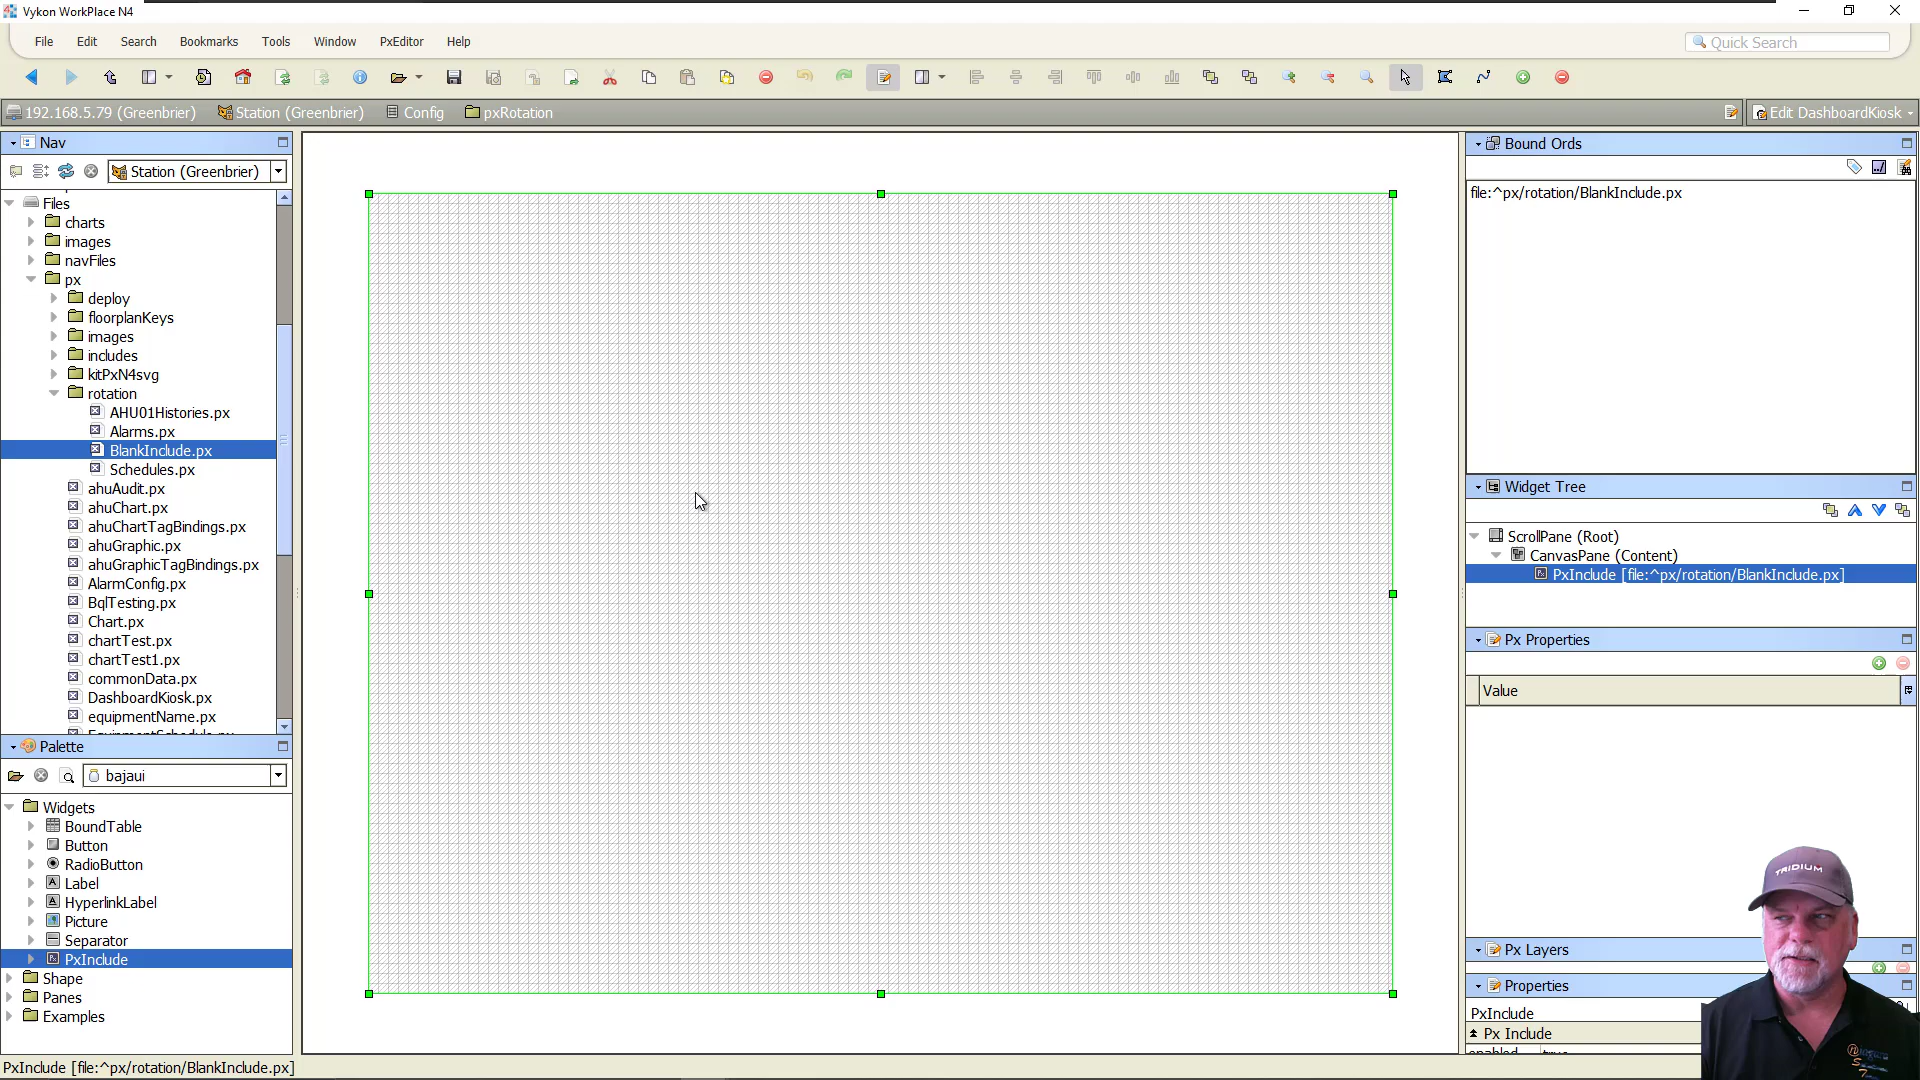 Vykon WorkPlace N4
File Edit Search Bookmarks Tools Window PxEditor Help
Quick Search
192.168.5.79 (Greenbrier) Station (Greenbrier) Config pxRotation Edit DashboardKiosk
Nav
Station (Greenbrier)
Files
charts
images
navFiles
px
deploy
floorplanKeys
images
includes
kitPxN4svg
rotation
AHU01Histories.px
Alarms.px
BlankInclude.px
Schedules.px
ahuAudit.px
ahuChart.px
ahuChartTagBindings.px
ahuGraphic.px
ahuGraphicTagBindings.px
AlarmConfig.px
BqlTesting.px
Chart.px
chartTest.px
chartTest1.px
commonData.px
DashboardKiosk.px
equipmentName.px
Palette
bajaui
Widgets
BoundTable
Button
RadioButton
Label
HyperlinkLabel
Picture
Separator
PxInclude
Shape
Panes
Examples
PxInclude [file:^px/rotation/BlankInclude.px]
Bound Ords
file:^px/rotation/BlankInclude.px
Widget Tree
ScrollPane (Root)
CanvasPane (Content)
PxInclude [file:^px/rotation/BlankInclude.px]
Px Properties
Value
Px Layers
Properties
PxInclude
Px Include
TRIDIUM